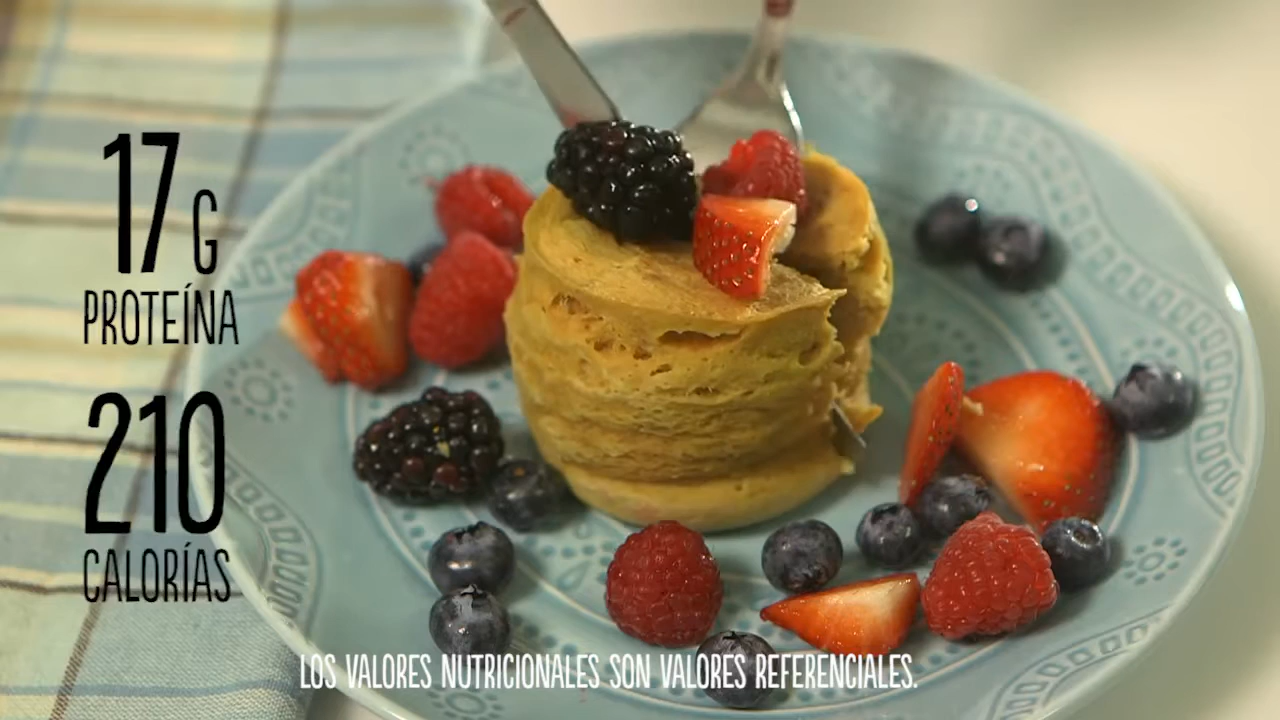 17 G
PROTEÍNA
210
CALORÍAS
LOS VALORES NUTRICIONALES SON VALORES REFERENCIALES.